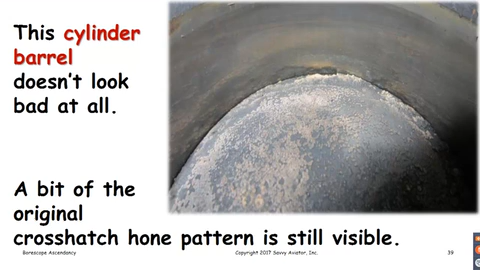 This cylinder
barrel
doesn’t look
bad at all.
A bit of the
original
crosshatch hone pattern is still visible.
Borescope Ascendancy
Copyright 2017 Savvy Aviator, Inc.
39